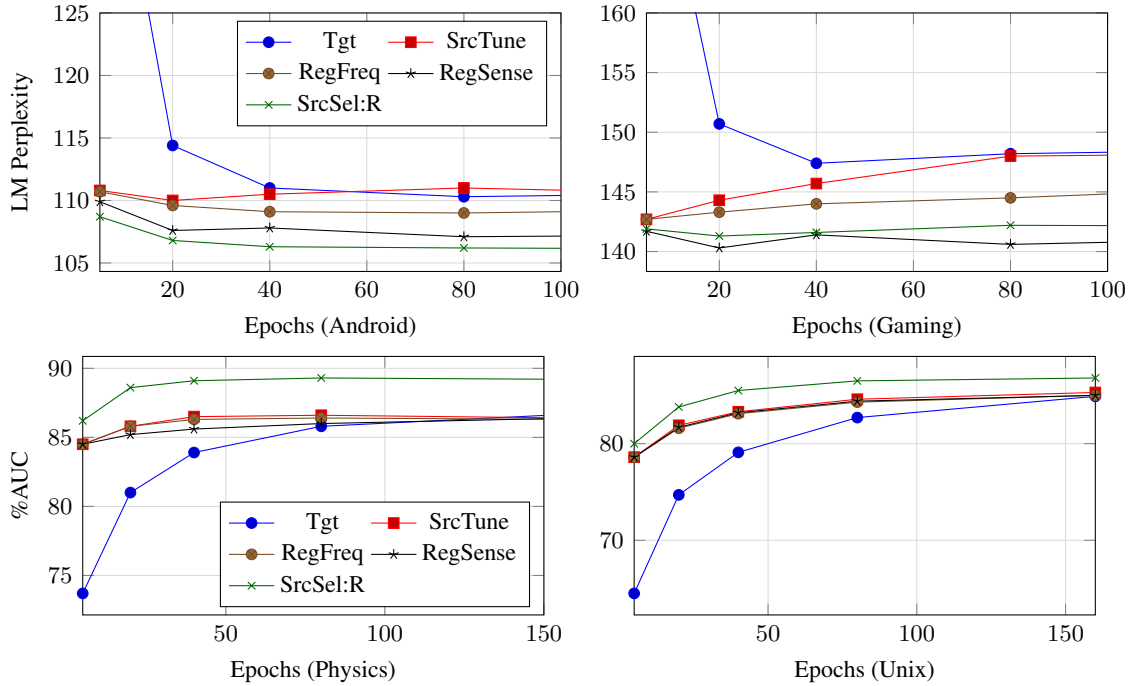 125
120
115
110
105
LM Perplexity
Tgt SrcTune
RegFreq RegSense
SrcSel:R
20 40 60 80 100
Epochs (Android)
160
155
150
145
140
20 40 60 80 100
Epochs (Gaming)
90
85
80
75
%AUC
Tgt SrcTune
RegFreq RegSense
SrcSel:R
50 100 150
Epochs (Physics)
80
70
50 100 150
Epochs (Unix)